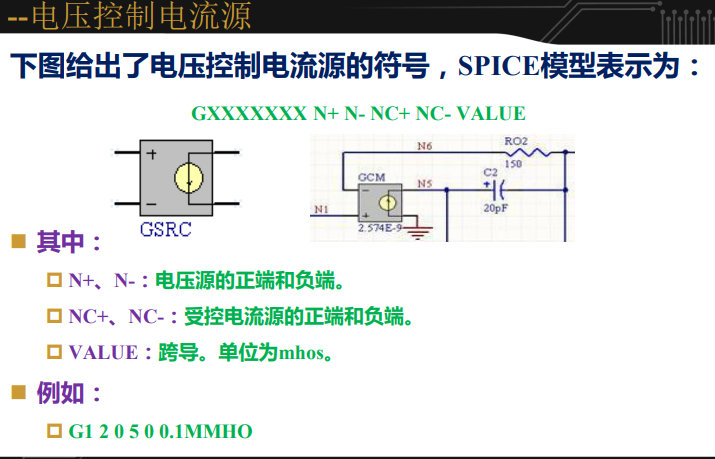 --电压控制电流源
下图给出了电压控制电流源的符号，SPICE模型表示为：
GXXXXXXX N+ N- NC+ NC- VALUE
+
-
GSRC
N6
RO2
150
C2
+
20pF
GCM
-
N5
N1
+
2.574E-9
其中：
N+、N-：电压源的正端和负端。
NC+、NC-：受控电流源的正端和负端。
VALUE：跨导。单位为mhos。
例如：
G1 2 0 5 0 0.1MMHO